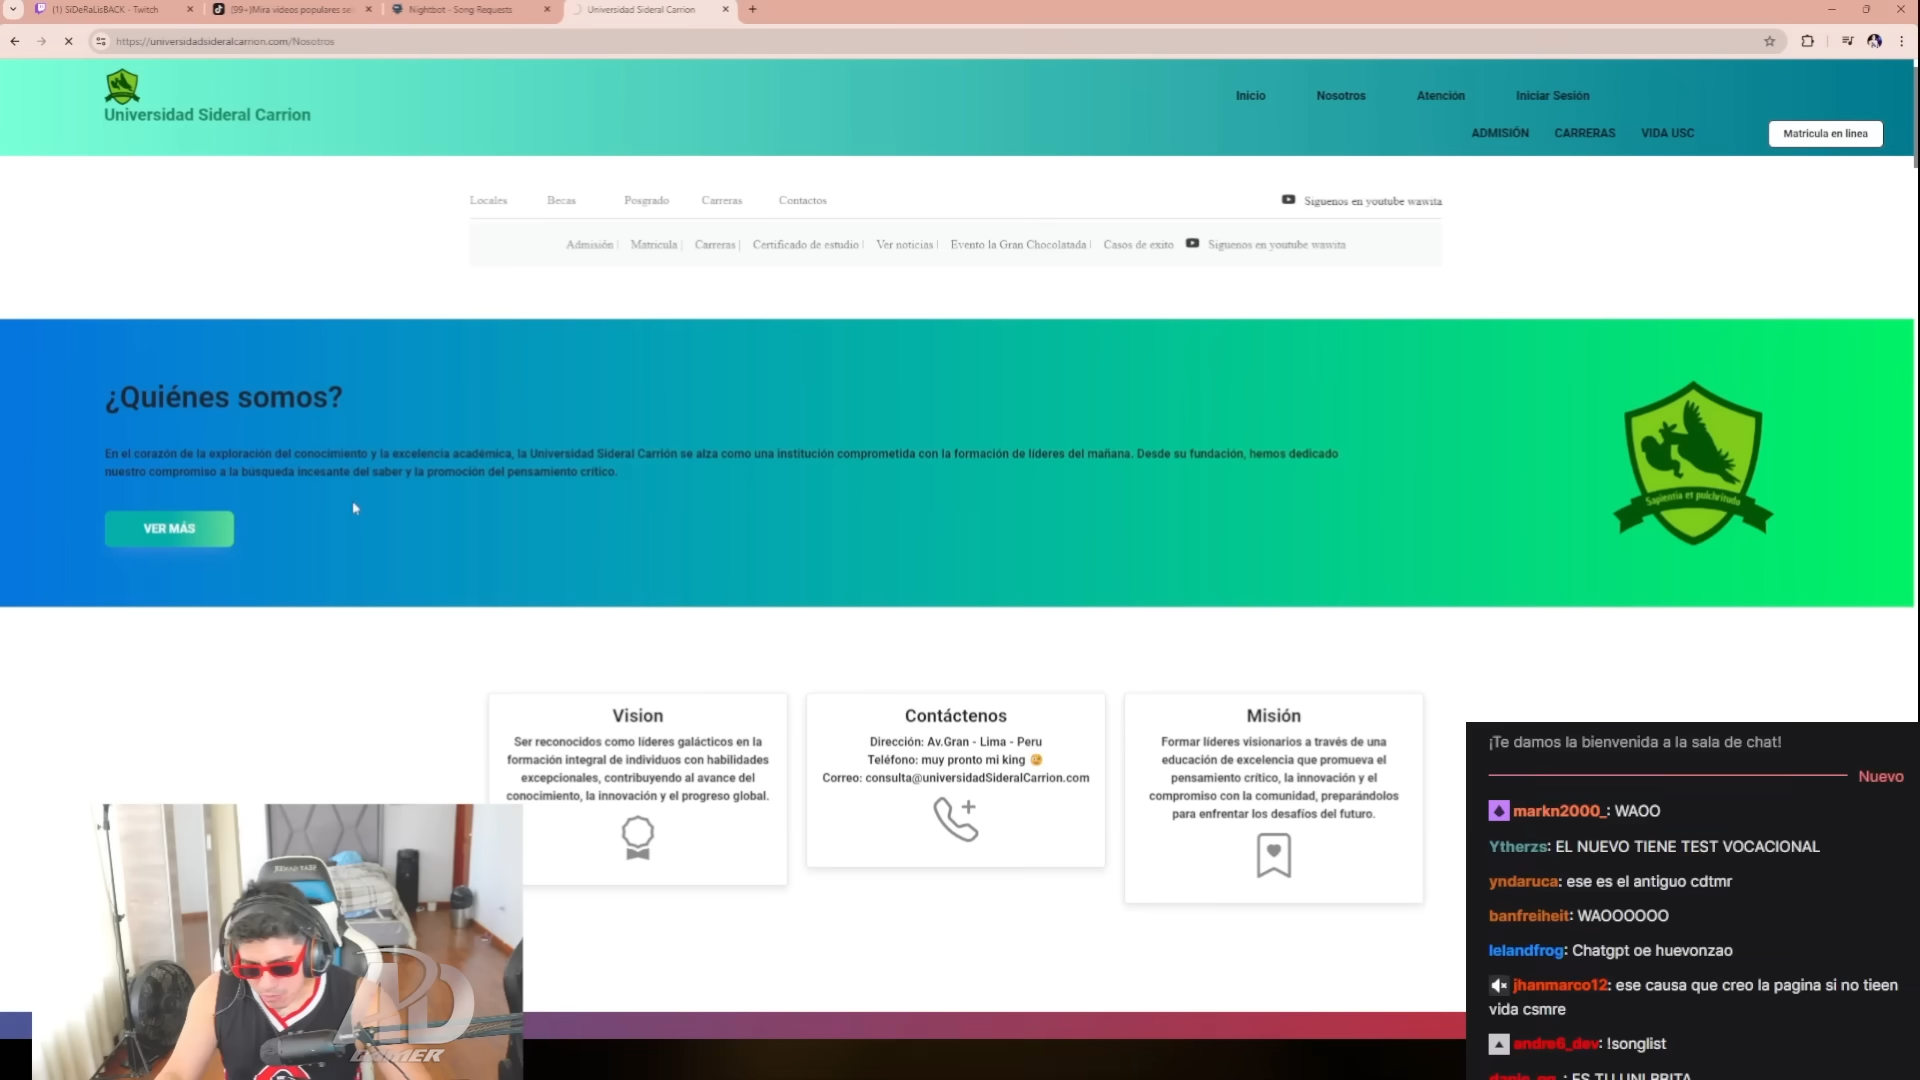 (1) SiDeRaLisBACK - Twitch
(99+)Mira videos populares se
Nightbot - Song Requests
Universidad Sideral Carrion
https://universidadsideralcarrion.com/Nosotros
Universidad Sideral Carrion
Inicio
Nosotros
Atención
Iniciar Sesión
ADMISIÓN
CARRERAS
VIDA USC
Matricula en linea
Locales
Becas
Posgrado
Carreras
Contactos
Siguenos en youtube wawita
Admisión |
Matricula |
Carreras |
Certificado de estudio |
Ver noticias |
Evento la Gran Chocolatada |
Casos de exito
Siguenos en youtube wawita
¿Quiénes somos?
En el corazón de la exploración del conocimiento y la excelencia académica, la Universidad Sideral Carrión se alza como una institución comprometida con la formación de líderes del mañana. Desde su fundación, hemos dedicado
nuestro compromiso a la búsqueda incesante del saber y la promoción del pensamiento crítico.
VER MÁS
Sapientia et pulchritudo
Vision
Ser reconocidos como líderes galácticos en la
formación integral de individuos con habilidades
excepcionales, contribuyendo al avance del
conocimiento, la innovación y el progreso global.
Contáctenos
Dirección: Av.Gran - Lima - Peru
Teléfono: muy pronto mi king
Correo: consulta@universidadSideralCarrion.com
Misión
Formar líderes visionarios a través de una
educación de excelencia que promueva el
pensamiento crítico, la innovación y el
compromiso con la comunidad, preparándolos
para enfrentar los desafíos del futuro.
¡Te damos la bienvenida a la sala de chat!
Nuevo
markn2000_: WAOO
Ytherzs: EL NUEVO TIENE TEST VOCACIONAL
yndaruca: ese es el antiguo cdtmr
banfreiheit: WAOOOOOO
lelandfrog: Chatgpt oe huevonzao
jhanmarco12: ese causa que creo la pagina si no tieen
vida csmre
andre6_dev: !songlist
: ES TU UNI BRITA
GAMER